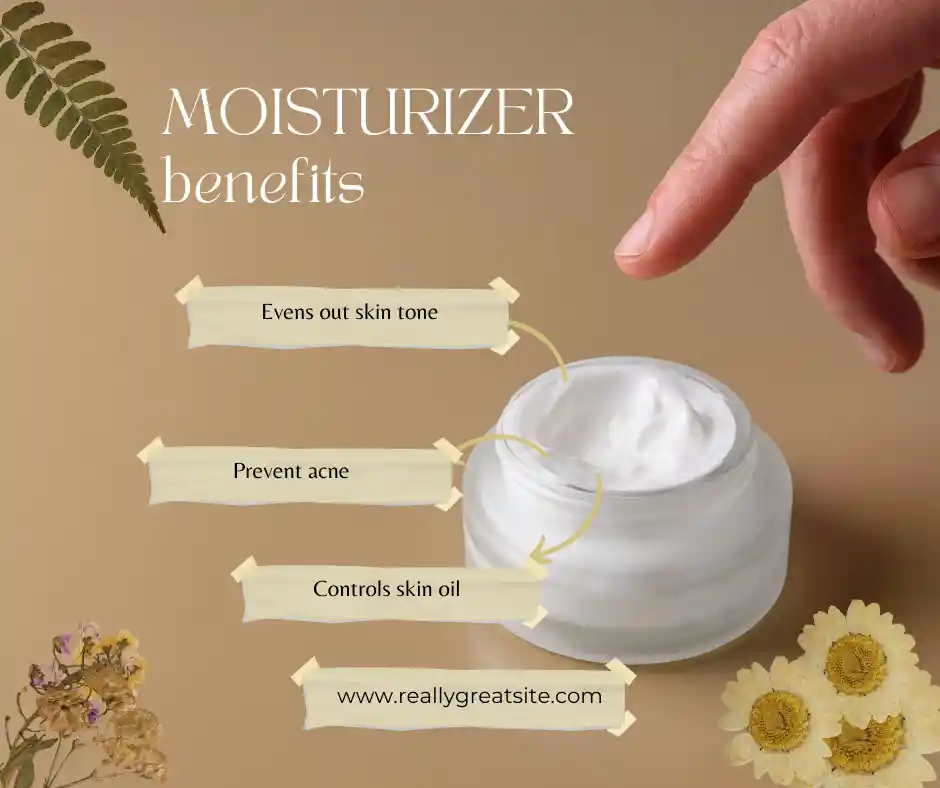 MOISTURIZER
benefits
Evens out skin tone
Prevent acne
Controls skin oil
www.reallygreatsite.com